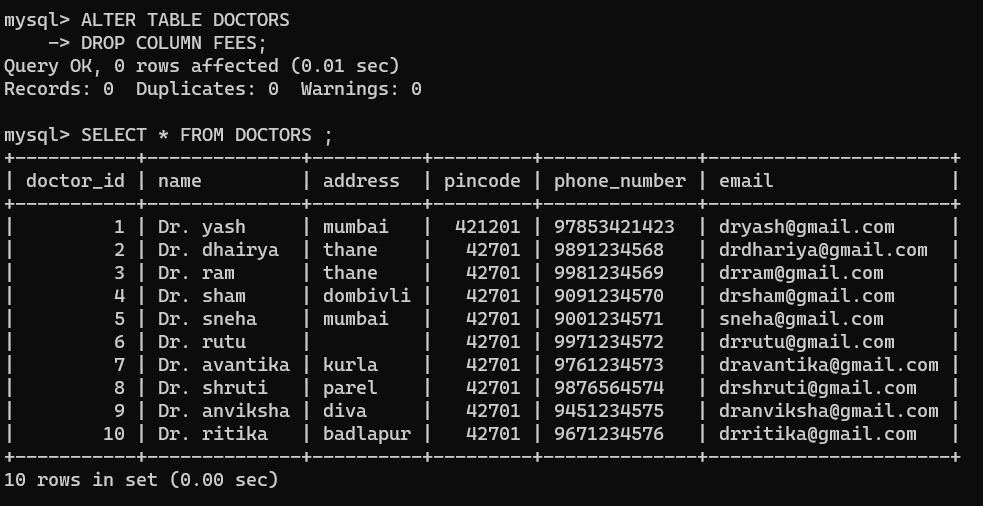 mysql> ALTER TABLE DOCTORS
    -> DROP COLUMN FEES;
Query OK, 0 rows affected (0.01 sec)
Records: 0  Duplicates: 0  Warnings: 0

mysql> SELECT * FROM DOCTORS ;
+-----------+--------------+----------+---------+--------------+----------------------+
| doctor_id | name         | address  | pincode | phone_number | email                |
+-----------+--------------+----------+---------+--------------+----------------------+
|         1 | Dr. yash     | mumbai   |  421201 | 97853421423  | dryash@gmail.com     |
|         2 | Dr. dhairya  | thane    |   42701 | 9891234568   | drdhariya@gmail.com  |
|         3 | Dr. ram      | thane    |   42701 | 9981234569   | drram@gmail.com      |
|         4 | Dr. sham     | dombivli |   42701 | 9091234570   | drsham@gmail.com     |
|         5 | Dr. sneha    | mumbai   |   42701 | 9001234571   | sneha@gmail.com      |
|         6 | Dr. rutu     |          |   42701 | 9971234572   | drrutu@gmail.com     |
|         7 | Dr. avantika | kurla    |   42701 | 9761234573   | dravantika@gmail.com |
|         8 | Dr. shruti   | parel    |   42701 | 9876564574   | drshruti@gmail.com   |
|         9 | Dr. anviksha | diva     |   42701 | 9451234575   | dranviksha@gmail.com |
|        10 | Dr. ritika   | badlapur |   42701 | 9671234576   | drritika@gmail.com   |
+-----------+--------------+----------+---------+--------------+----------------------+
10 rows in set (0.00 sec)